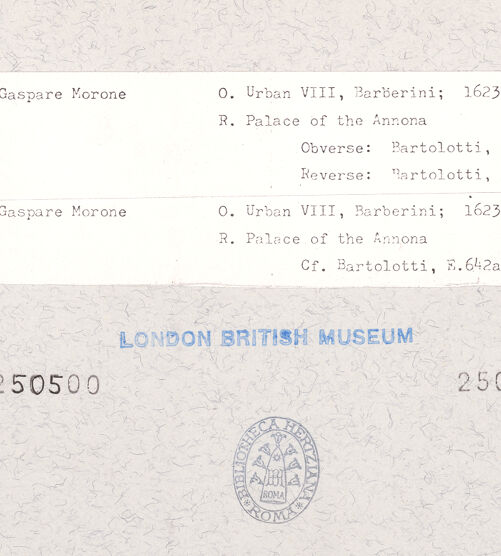 Gaspare Morone O. Urban VIII, Barberini; 1623
R. Palace of the Annona
Obverse: Bartolotti,
Reverse: Bartolotti,
Gaspare Morone O. Urban VIII, Barberini; 1623
R. Palace of the Annona
Cf. Bartolotti, E.642a
LONDON BRITISH MUSEUM
250500 250
BIBLIOTHECA HERTZIANA
ROMA
ROMA